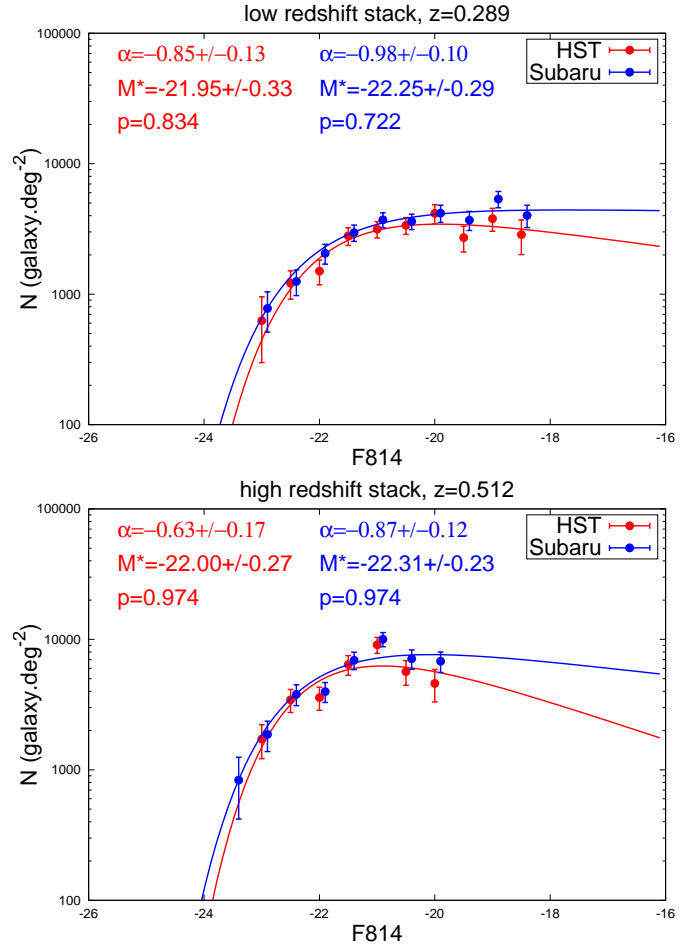 low redshift stack, z=0.289
100000
10000
1000
100
N (galaxy.deg-2)
α=−0.85+/−0.13
M*=-21.95+/-0.33
p=0.834
α=−0.98+/−0.10
M*=-22.25+/-0.29
p=0.722
HST
Subaru
-26 -24 -22 -20 -18 -16
F814
high redshift stack, z=0.512
100000
10000
1000
100
N (galaxy.deg-2)
α=−0.63+/−0.17
M*=-22.00+/-0.27
p=0.974
α=−0.87+/−0.12
M*=-22.31+/-0.23
p=0.974
HST
Subaru
-26 -24 -22 -20 -18 -16
F814